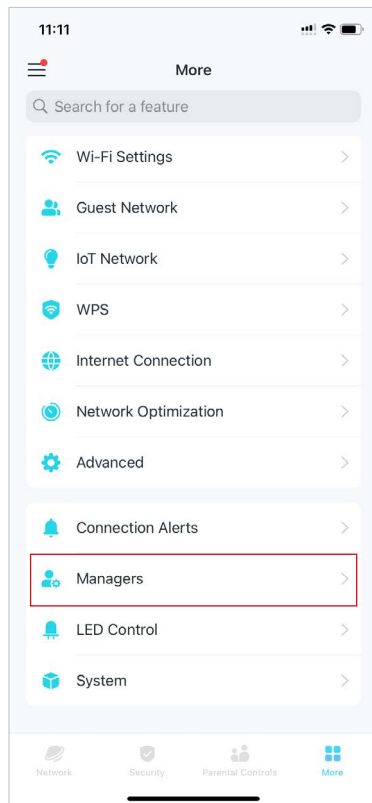 11:11
More
Search for a feature
Wi-Fi Settings
Guest Network
IoT Network
WPS
Internet Connection
Network Optimization
Advanced
Connection Alerts
Managers
LED Control
System
Network Security Parental Controls More